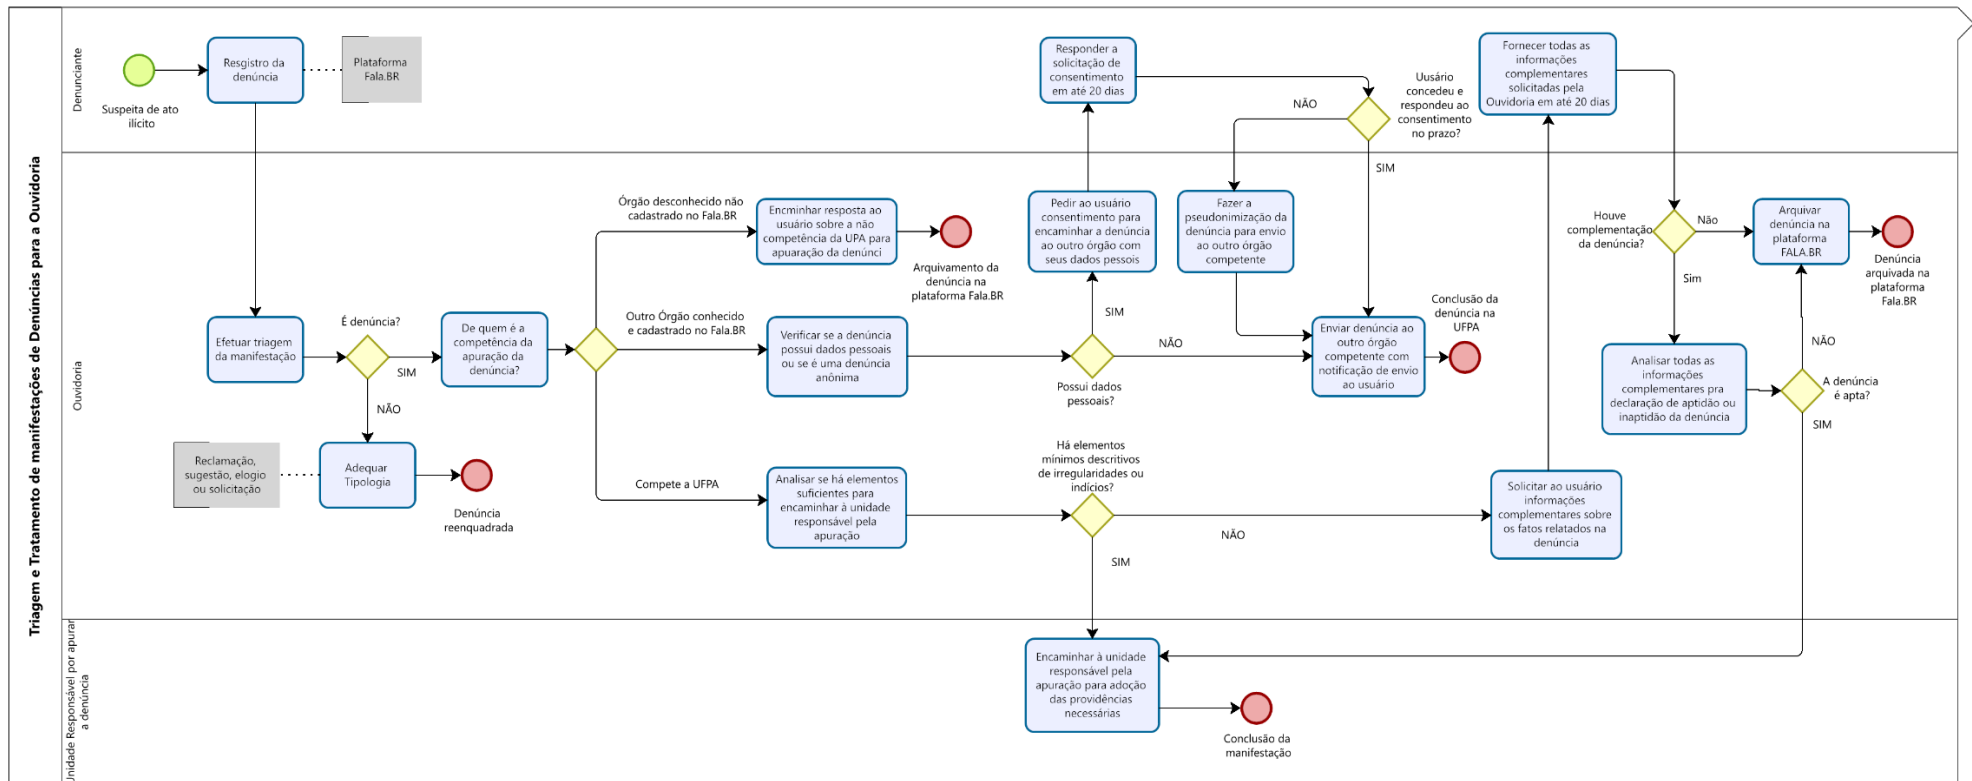 Triagem e Tratamento de manifestações de Denúncias para a Ouvidoria
Denunciante
Suspeita de ato
ilícito
Resgistro da
denúncia
Plataforma
Fala.BR
Responder a
solicitação de
consentimento
em até 20 dias
NÃO
Uusário
concedeu e
respondeu ao
consentimento
no prazo?
SIM
Fornecer todas as
informações
complementares
solicitadas pela
Ouvidoria em até 20 dias
Ouvidoria
Efetuar triagem
da manifestação
É denúncia?
SIM
NÃO
Reclamação,
sugestão, elogio
ou solicitação
Adequar
Tipologia
Denúncia
reenquadrada
De quem é a
competência da
apuração da
denúncia?
Órgão desconhecido não
cadastrado no Fala.BR
Encminhar resposta ao
usuário sobre a não
competência da UPA para
apuaração da denúnci
Arquivamento da
denúncia na
plataforma Fala.BR
Outro Órgão conhecido
e cadastrado no Fala.BR
Verificar se a denúncia
possui dados pessoais
ou se é uma denúncia
anônima
Compete a UFPA
Analisar se há elementos
suficientes para
encaminhar à unidade
responsável pela
apuração
Pedir ao usuário
consentimento para
encaminhar a denúncia
ao outro órgão com
seus dados pessois
SIM
NÃO
Possui dados
pessoais?
Fazer a
pseudonimização da
denúncia para envio
ao outro órgão
competente
Enviar denúncia ao
outro órgão
competente com
notificação de envio
ao usuário
Conclusão da
denúncia na
UFPA
Há elementos
mínimos descritivos
de irregularidades ou
indícios?
NÃO
SIM
Solicitar ao usuário
informações
complementares sobre
os fatos relatados na
denúncia
Houve
complementação
da denúncia?
Não
Sim
Arquivar
denúncia na
plataforma
FALA.BR
Denúncia
arquivada na
plataforma
Fala.BR
Analisar todas as
informações
complementares pra
declaração de aptidão ou
inaptidão da denúncia
NÃO
A denúncia
é apta?
SIM
Unidade Responsável por apurar
a denúncia
Encaminhar à unidade
responsável pela
apuração para adoção
das providências
necessárias
Conclusão da
manifestação